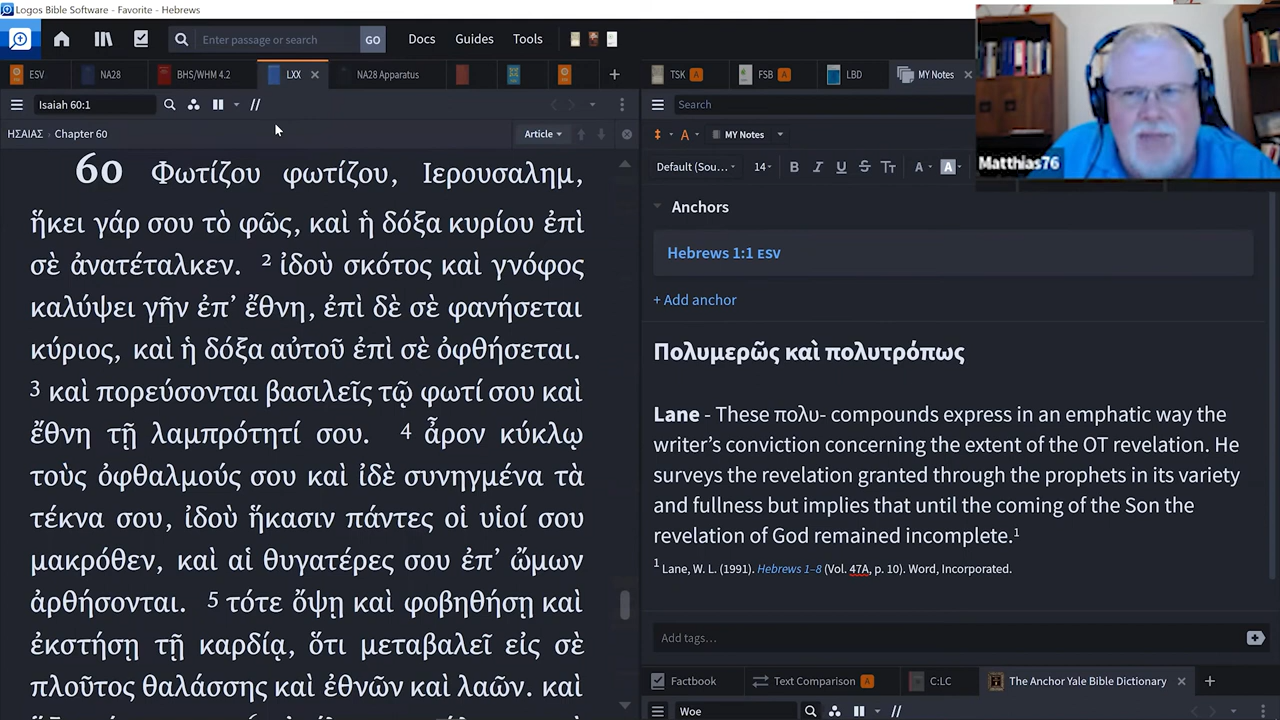 Logos Bible Software - Favorite - Hebrews
Enter passage or search GO Docs Guides Tools
ESV NA28 BHS/WHM 4.2 LXX NA28 Apparatus
TSK A FSB A LBD MY Notes
Isaiah 60:1
Search
ΗΣΑΙΑΣ › Chapter 60 Article
A MY Notes
Matthias76
Default (Sou... 14 B I U S TT A A
60 Φωτίζου φωτίζου, Ιερουσαλημ,
ἥκει γάρ σου τὸ φῶς, καὶ ἡ δόξα κυρίου ἐπὶ
σὲ ἀνατέταλκεν. 2 ἰδοὺ σκότος καὶ γνόφος
καλύψει γῆν ἐπ’ ἔθνη, ἐπὶ δὲ σὲ φανήσεται
κύριος, καὶ ἡ δόξα αὐτοῦ ἐπὶ σὲ ὀφθήσεται.
3 καὶ πορεύσονται βασιλεῖς τῷ φωτί σου καὶ
ἔθνη τῇ λαμπρότητί σου. 4 ἆρον κύκλῳ
τοὺς ὀφθαλμούς σου καὶ ἰδὲ συνηγμένα τὰ
τέκνα σου, ἰδοὺ ἥκασιν πάντες οἱ υἱοί σου
μακρόθεν, καὶ αἱ θυγατέρες σου ἐπ’ ὤμων
ἀρθήσονται. 5 τότε ὄψῃ καὶ φοβηθήσῃ καὶ
ἐκστήσῃ τῇ καρδίᾳ, ὅτι μεταβαλεῖ εἰς σὲ
πλοῦτος θαλάσσης καὶ ἐθνῶν καὶ λαῶν. καὶ
Anchors
Hebrews 1:1 ESV
+ Add anchor
Πολυμερῶς καὶ πολυτρόπως
Lane - These πολυ- compounds express in an emphatic way the
writer’s conviction concerning the extent of the OT revelation. He
surveys the revelation granted through the prophets in its variety
and fullness but implies that until the coming of the Son the
revelation of God remained incomplete.1
1 Lane, W. L. (1991). Hebrews 1–8 (Vol. 47A, p. 10). Word, Incorporated.
Add tags…
Factbook Text Comparison A C:LC The Anchor Yale Bible Dictionary
Woe